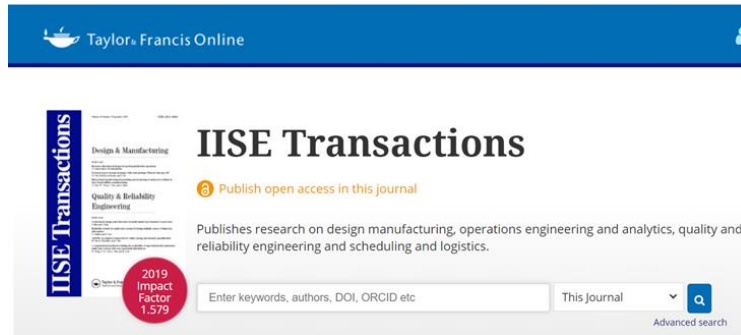 Taylor & Francis Online
IISE Transactions
Design & Manufacturing
Quality & Reliability
Engineering
2019
Impact
Factor
1.579
IISE Transactions
Publish open access in this journal
Publishes research on design manufacturing, operations engineering and analytics, quality and
reliability engineering and scheduling and logistics.
Enter keywords, authors, DOI, ORCID etc
This Journal
Advanced search